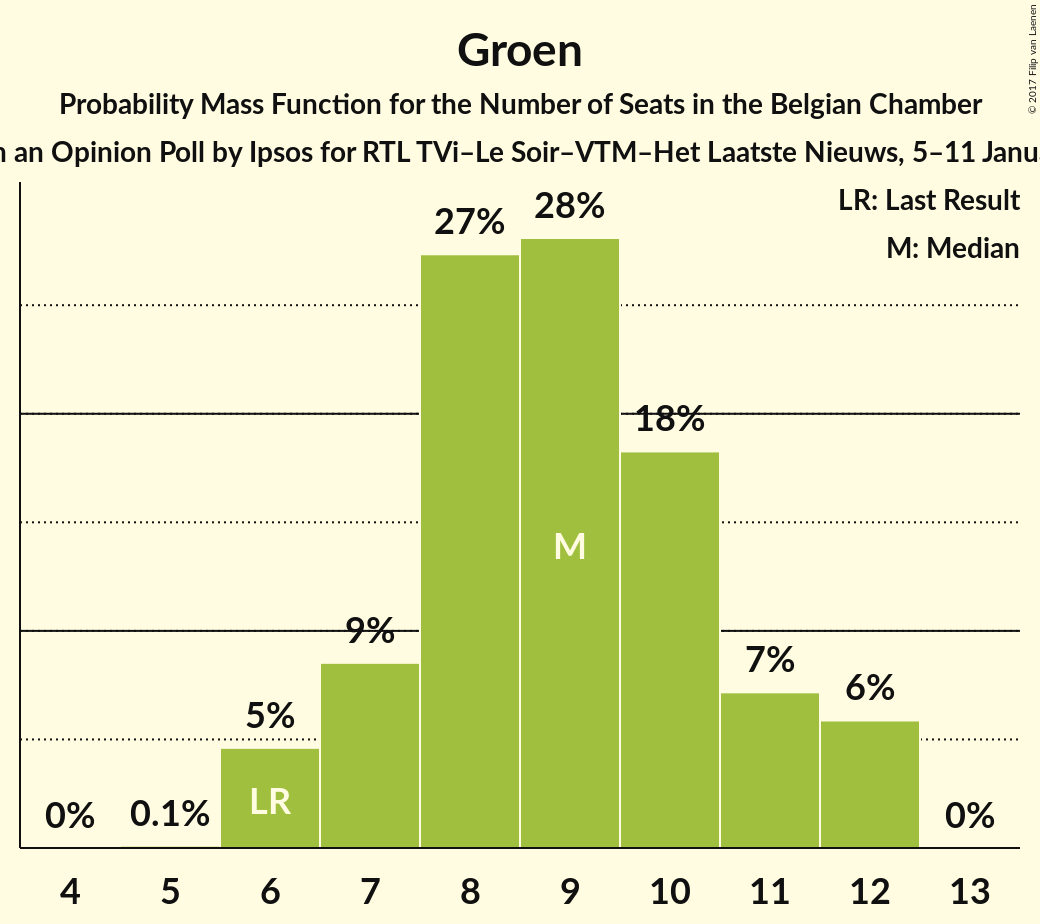 Groen
Probability Mass Function for the Number of Seats in the Belgian Chamber
an Opinion Poll by Ipsos for RTL TVi–Le Soir–VTM–Het Laatste Nieuws, 5–11
LR: Last Result
M: Median
27%
28%
18%
9%
7%
6%
5%
0%
0.1%
0%
M
LR
4 5 6 7 8 9 10 11 12 13
© 2017 Filip van Laenen